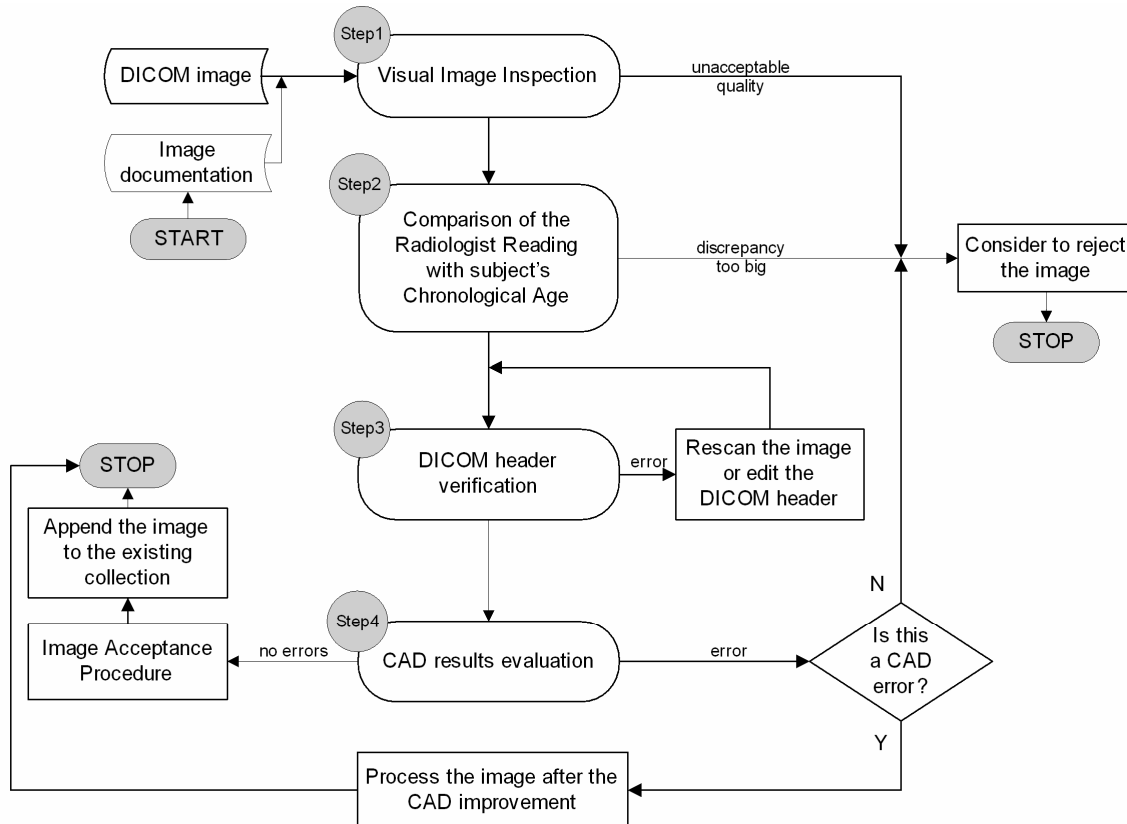 Step1
DICOM image
Visual Image Inspection
unacceptable
quality
Image
documentation
START
Step2
Comparison of the
Radiologist Reading
with subject's
Chronological Age
discrepancy
too big
Consider to reject
the image
STOP
Step3
DICOM header
verification
error
Rescan the image
or edit the
DICOM header
STOP
Append the image
to the existing
collection
Image Acceptance
Procedure
no errors
Step4
CAD results evaluation
error
N
Is this
a CAD
error?
Y
Process the image after the
CAD improvement